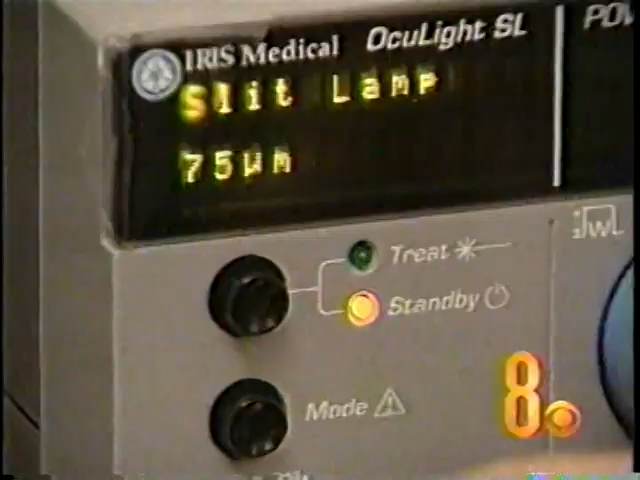 IRIS Medical OcuLight SL
Slit Lamp
75µm
Treat
Standby
Mode
8